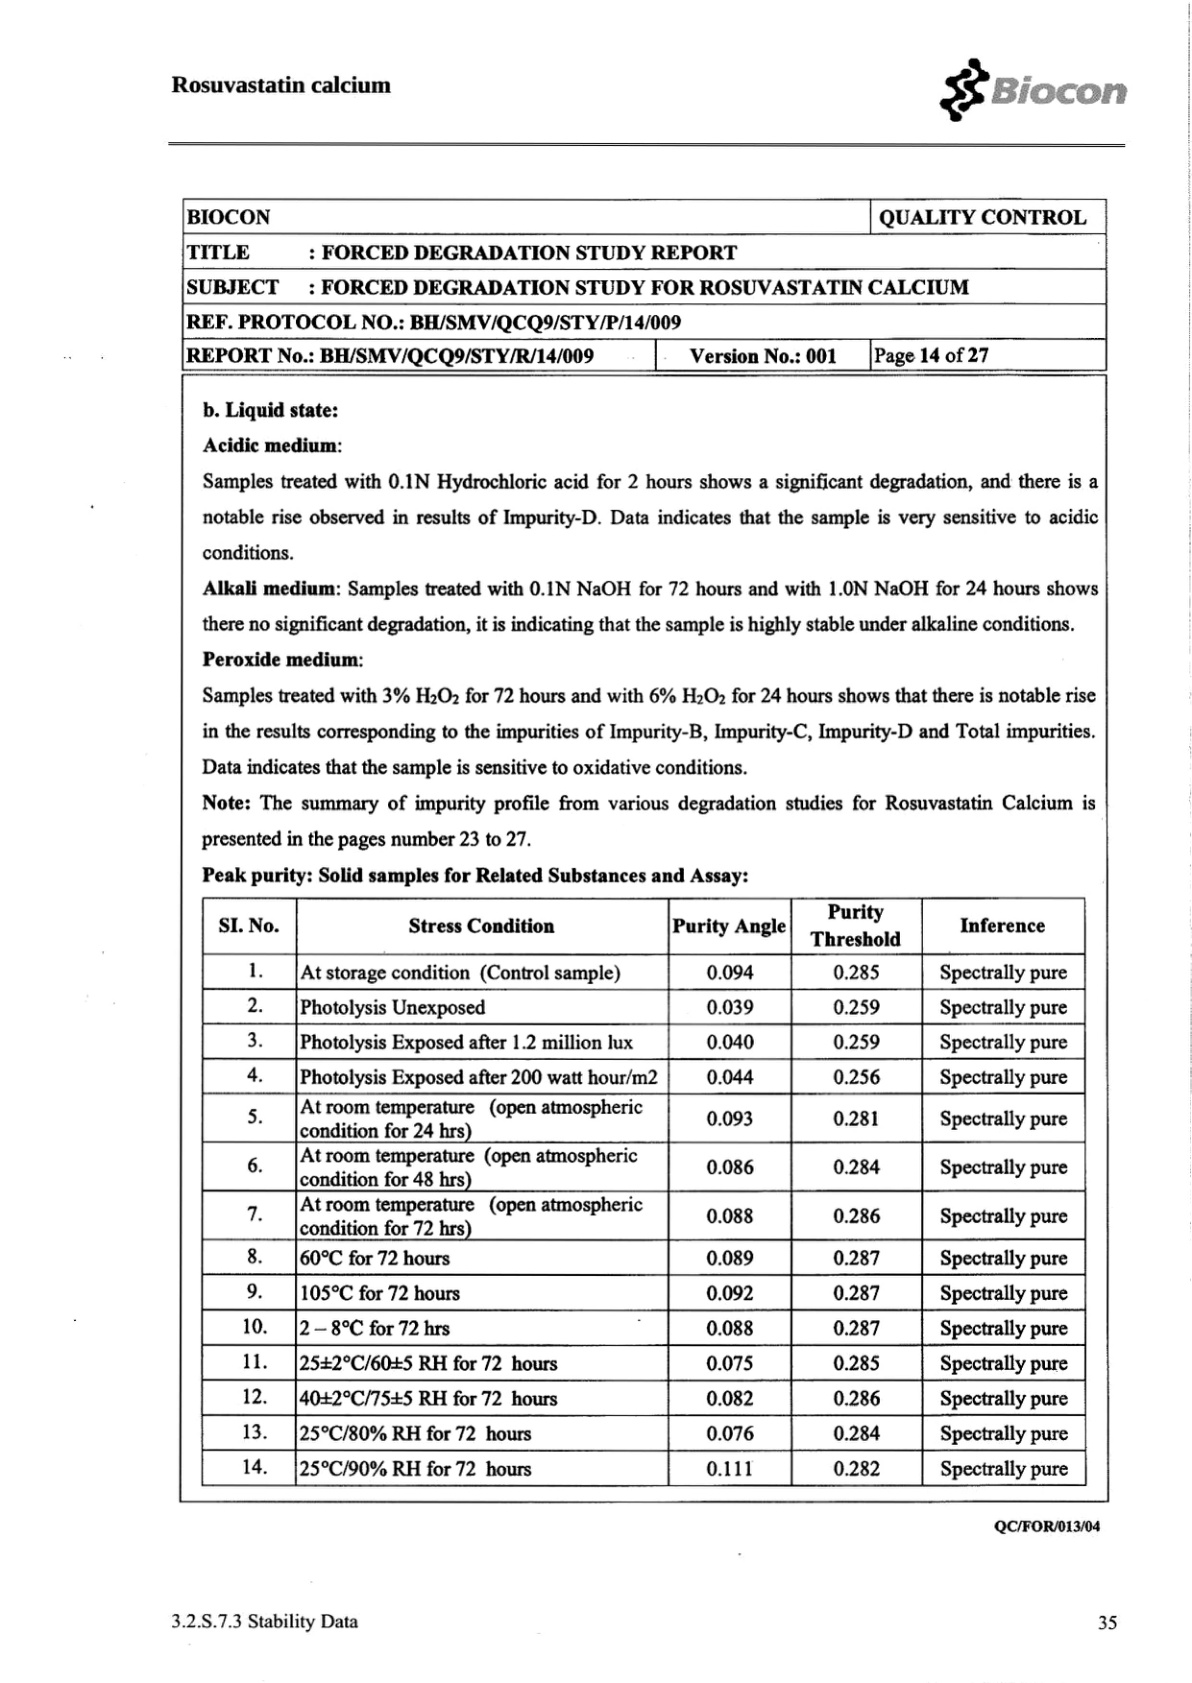 Rosuvastatin calcium
Biocon
BIOCON QUALITY CONTROL
TITLE : FORCED DEGRADATION STUDY REPORT
SUBJECT : FORCED DEGRADATION STUDY FOR ROSUVASTATIN CALCIUM
REF. PROTOCOL NO.: BH/SMV/QCQ9/STY/P/14/009
REPORT No.: BH/SMV/QCQ9/STY/R/14/009 Version No.: 001 Page 14 of 27
b. Liquid state:
Acidic medium:
Samples treated with 0.1N Hydrochloric acid for 2 hours shows a significant degradation, and there is a
notable rise observed in results of Impurity-D. Data indicates that the sample is very sensitive to acidic
conditions.
Alkali medium: Samples treated with 0.1N NaOH for 72 hours and with 1.0N NaOH for 24 hours shows
there no significant degradation, it is indicating that the sample is highly stable under alkaline conditions.
Peroxide medium:
Samples treated with 3% H₂O₂ for 72 hours and with 6% H₂O₂ for 24 hours shows that there is notable rise
in the results corresponding to the impurities of Impurity-B, Impurity-C, Impurity-D and Total impurities.
Data indicates that the sample is sensitive to oxidative conditions.
Note: The summary of impurity profile from various degradation studies for Rosuvastatin Calcium is
presented in the pages number 23 to 27.
Peak purity: Solid samples for Related Substances and Assay:
SI. No. Stress Condition Purity Angle Purity Threshold Inference
1. At storage condition (Control sample) 0.094 0.285 Spectrally pure
2. Photolysis Unexposed 0.039 0.259 Spectrally pure
3. Photolysis Exposed after 1.2 million lux 0.040 0.259 Spectrally pure
4. Photolysis Exposed after 200 watt hour/m2 0.044 0.256 Spectrally pure
5. At room temperature (open atmospheric condition for 24 hrs) 0.093 0.281 Spectrally pure
6. At room temperature (open atmospheric condition for 48 hrs) 0.086 0.284 Spectrally pure
7. At room temperature (open atmospheric condition for 72 hrs) 0.088 0.286 Spectrally pure
8. 60°C for 72 hours 0.089 0.287 Spectrally pure
9. 105°C for 72 hours 0.092 0.287 Spectrally pure
10. 2 – 8°C for 72 hrs 0.088 0.287 Spectrally pure
11. 25±2°C/60±5 RH for 72 hours 0.075 0.285 Spectrally pure
12. 40±2°C/75±5 RH for 72 hours 0.082 0.286 Spectrally pure
13. 25°C/80% RH for 72 hours 0.076 0.284 Spectrally pure
14. 25°C/90% RH for 72 hours 0.111 0.282 Spectrally pure
QC/FOR/013/04
3.2.S.7.3 Stability Data 35